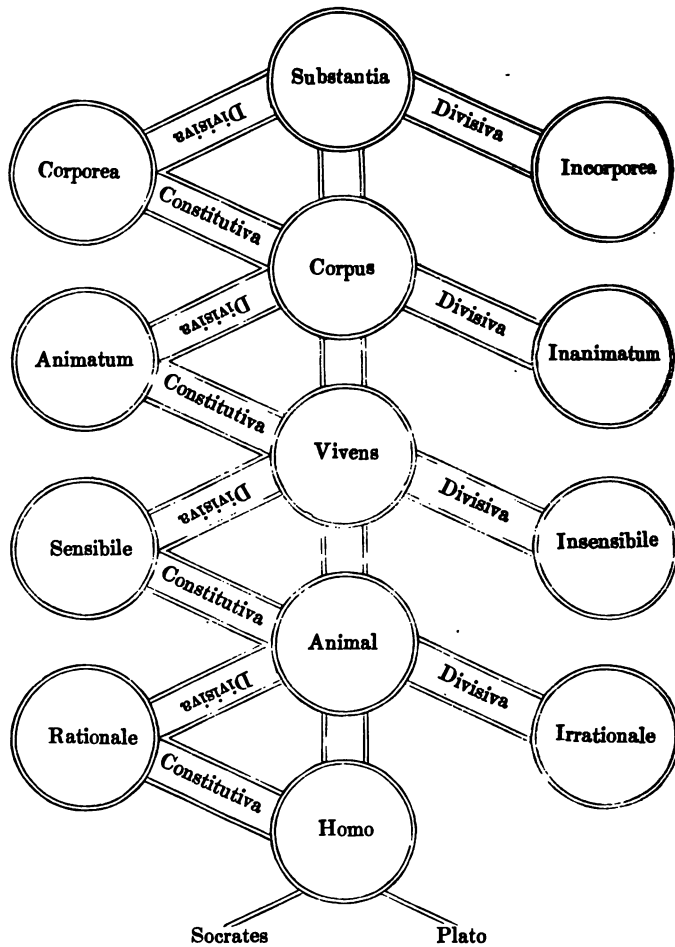 Substantia
Divisiva
Divisiva
Corporea
Incorporea
Constitutiva
Corpus
Divisiva
Divisiva
Animatum
Inanimatum
Constitutiva
Vivens
Divisiva
Divisiva
Sensibile
Insensibile
Constitutiva
Animal
Divisiva
Divisiva
Rationale
Irrationale
Constitutiva
Homo
Socrates
Plato